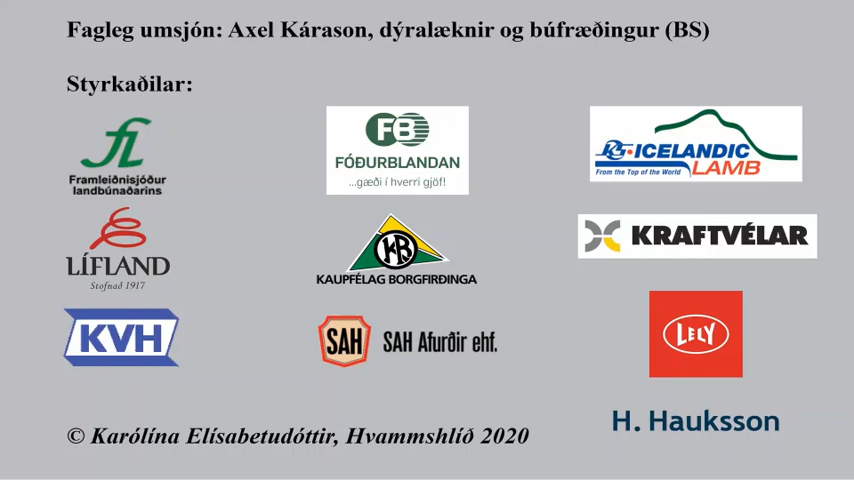 Fagleg umsjón: Axel Kárason, dýralæknir og búfræðingur (BS)
Styrkaðilar:
fl
Framleiðnisjóður
landbúnaðarins
FB
FÓÐURBLANDAN
...gæði í hverri gjöf!
KS ICELANDIC
LAMB
From the Top of the World
LÍFLAND
Stofnað 1917
KB
KAUPFÉLAG BORGFIRÐINGA
KRAFTVÉLAR
KVH
SAH
SAH Afurðir ehf.
LELY
H. Hauksson
© Karólína Elísabetudóttir, Hvammshlíð 2020